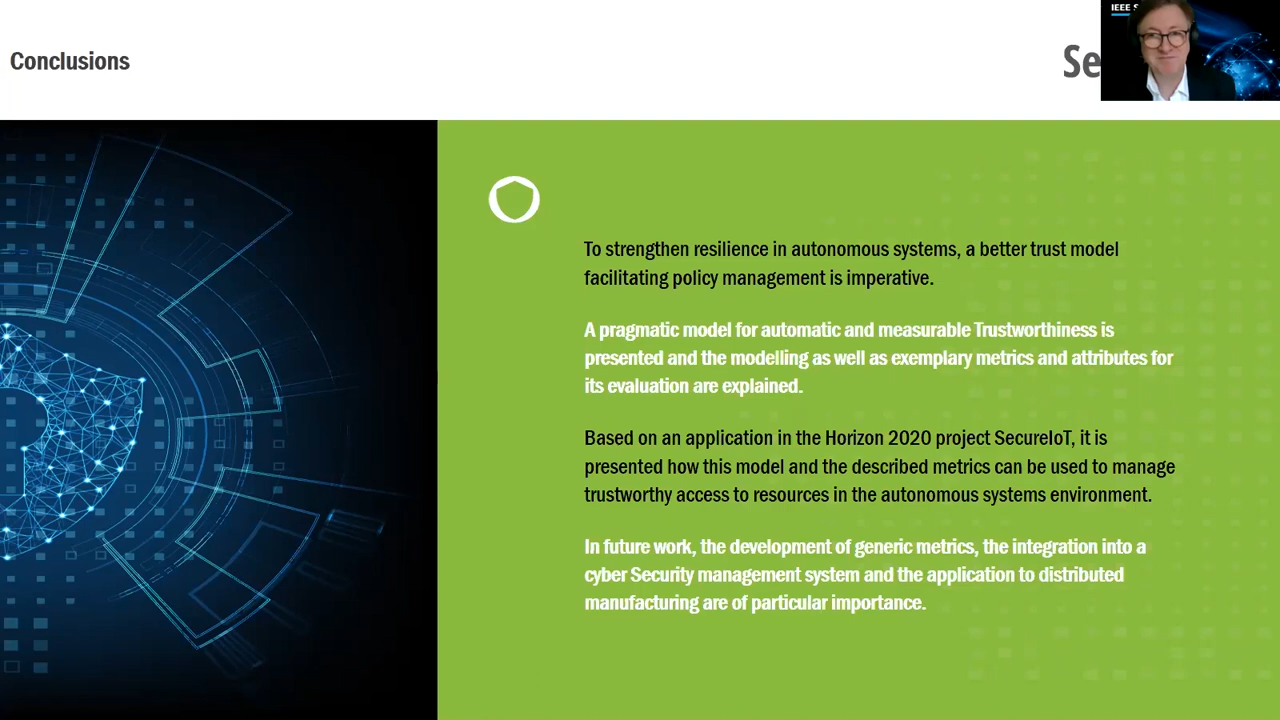 IEEE S
Conclusions
Se
To strengthen resilience in autonomous systems, a better trust model
facilitating policy management is imperative.
A pragmatic model for automatic and measurable Trustworthiness is
presented and the modelling as well as exemplary metrics and attributes for
its evaluation are explained.
Based on an application in the Horizon 2020 project SecureIoT, it is
presented how this model and the described metrics can be used to manage
trustworthy access to resources in the autonomous systems environment.
In future work, the development of generic metrics, the integration into a
cyber Security management system and the application to distributed
manufacturing are of particular importance.